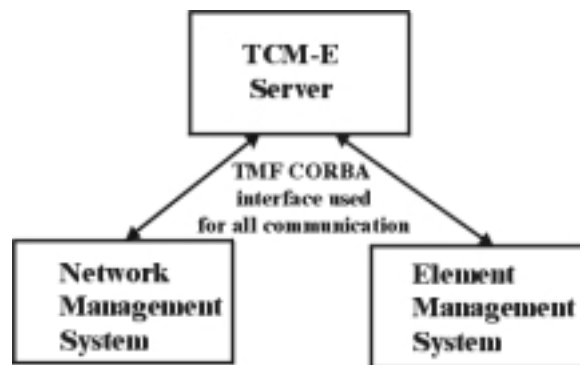 TCM-E
Server
TMF CORBA
interface used
for all communication
Network
Management
System
Element
Management
System